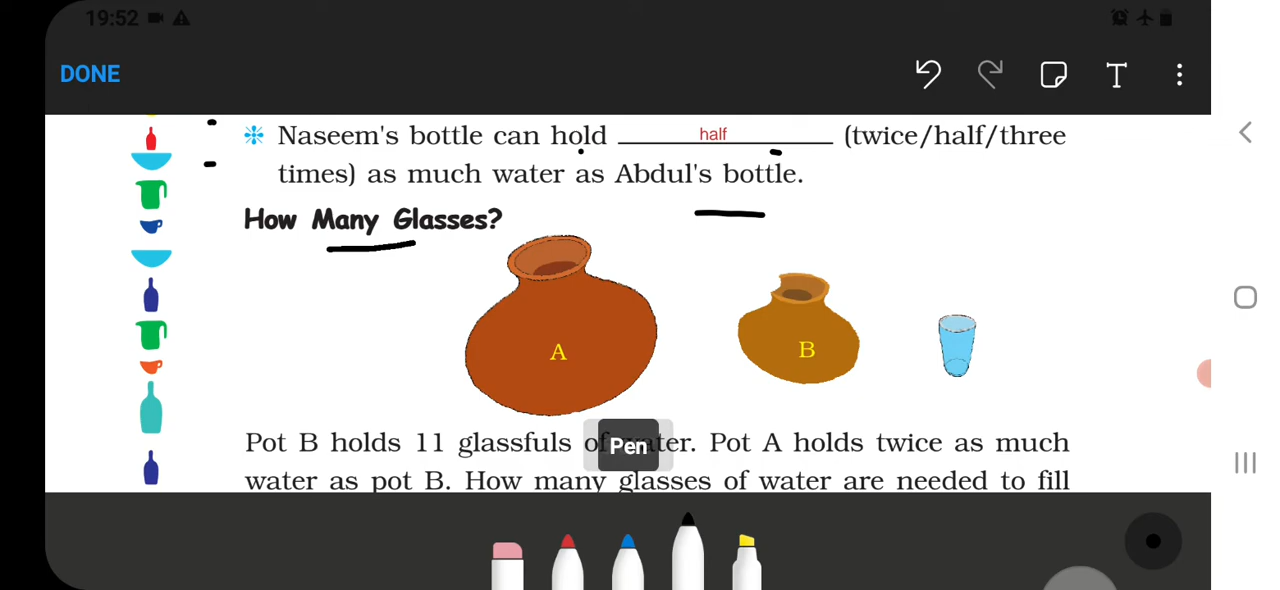 19:52
DONE
T
Naseem's bottle can hold half (twice/half/three
times) as much water as Abdul's bottle.
How Many Glasses?
A
B
Pot B holds 11 glassfuls of water. Pot A holds twice as much
Pen
water as pot B. How many glasses of water are needed to fill